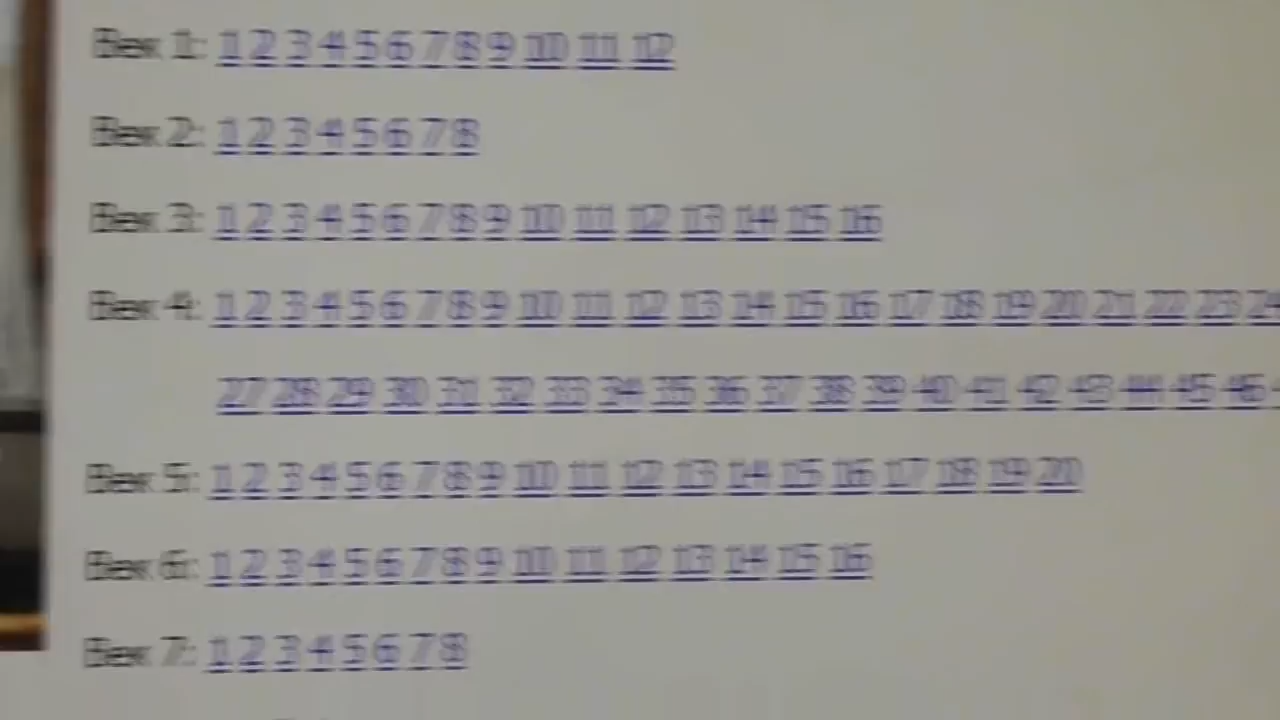 Век 1: 1 2 3 4 5 6 7 8 9 10 11 12
Век 2: 1 2 3 4 5 6 7 8
Век 3: 1 2 3 4 5 6 7 8 9 10 11 12 13 14 15 16
Век 4: 1 2 3 4 5 6 7 8 9 10 11 12 13 14 15 16 17 18 19 20 21 22 23 24
27 28 29 30 31 32 33 34 35 36 37 38 39 40 41 42 43 44 45 46
Век 5: 1 2 3 4 5 6 7 8 9 10 11 12 13 14 15 16 17 18 19 20
Век 6: 1 2 3 4 5 6 7 8 9 10 11 12 13 14 15 16
Век 7: 1 2 3 4 5 6 7 8